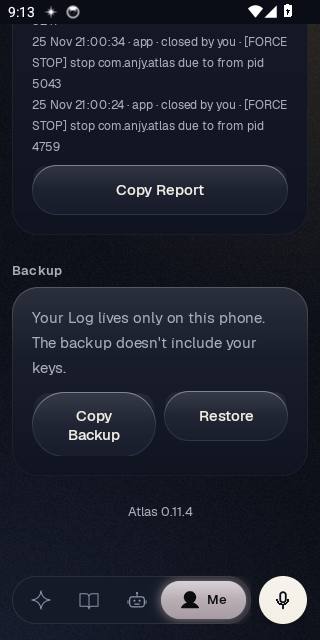 9:13
25 Nov 21:00:34 · app · closed by you · [FORCE
STOP] stop com.anjy.atlas due to from pid
5043
25 Nov 21:00:24 · app · closed by you · [FORCE
STOP] stop com.anjy.atlas due to from pid
4759
Copy Report
Backup
Your Log lives only on this phone.
The backup doesn't include your
keys.
Copy
Backup
Restore
Atlas 0.11.4
Me